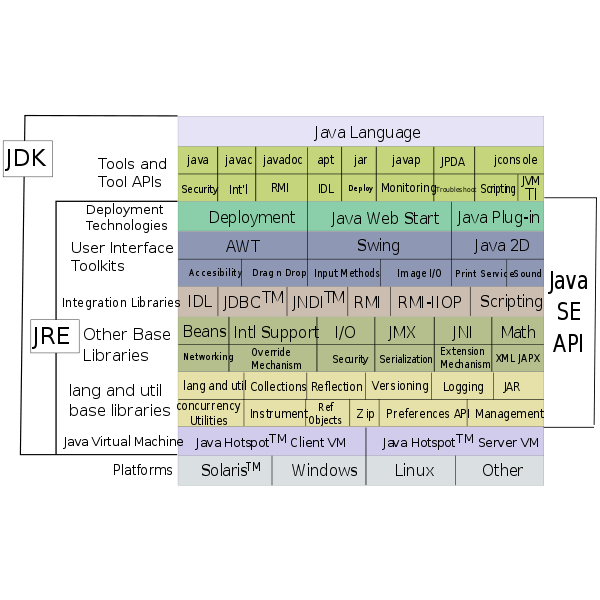 Java Language
JDK
Tools and
Tool APIs
java javac javadoc apt jar javap JPDA jconsole
Security Int'l RMI IDL Deploy Monitoring Troubleshoot Scripting JVM TI
Deployment
Technologies
Deployment Java Web Start Java Plug-in
User Interface
Toolkits
AWT Swing Java 2D
Accesibility Drag n Drop Input Methods Image I/O Print Service Sound
Java
SE
API
Integration Libraries
IDL JDBC™ JNDI™ RMI RMI-IIOP Scripting
JRE
Other Base
Libraries
Beans Intl Support I/O JMX JNI Math
Networking Override Mechanism Security Serialization Extension Mechanism XML JAPX
lang and util
base libraries
lang and util Collections Reflection Versioning Logging JAR
Concurrency Utilities Instrument Ref Objects Zip Preferences API Management
Java Virtual Machine
Java Hotspot™ Client VM Java Hotspot™ Server VM
Platforms
Solaris™ Windows Linux Other